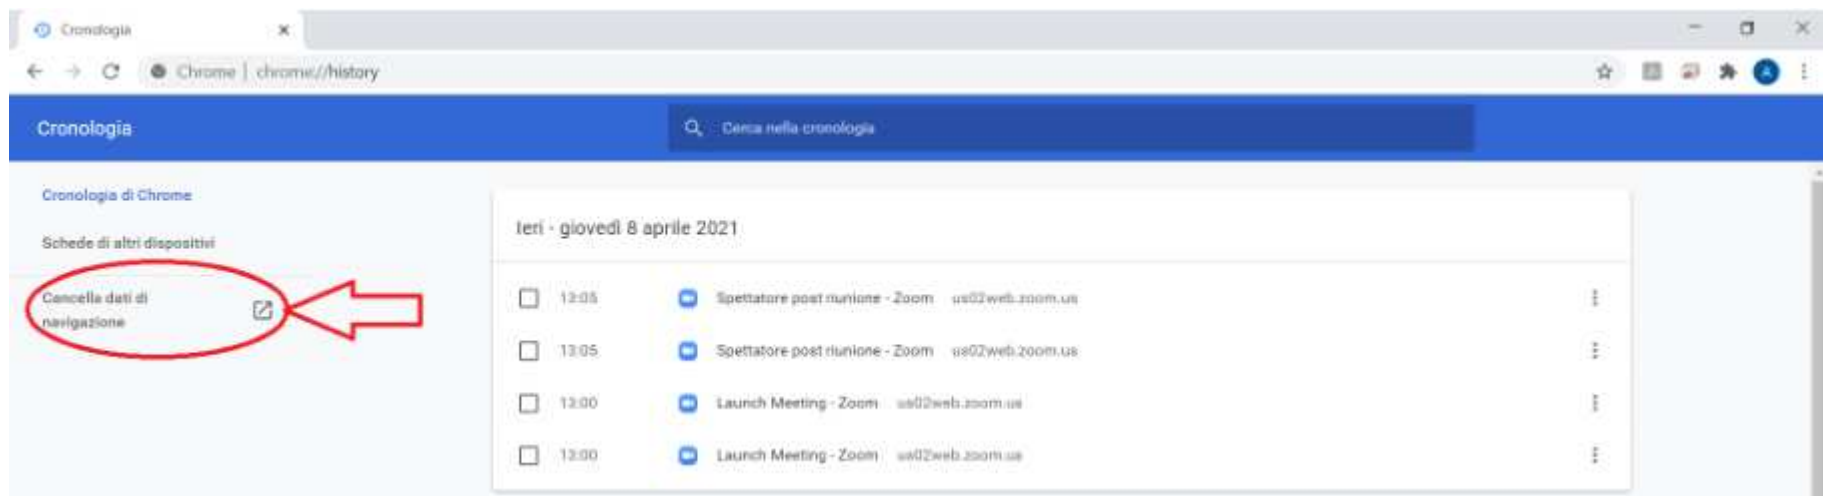 Cronologia
Chrome | chrome://history
A
Cronologia
Cerca nella cronologia
Cronologia di Chrome
Schede di altri dispositivi
Cancella dati di
navigazione
Ieri - giovedì 8 aprile 2021
13:05 Spettatore post riunione - Zoom us02web.zoom.us
13:05 Spettatore post riunione - Zoom us02web.zoom.us
13:00 Launch Meeting - Zoom us02web.zoom.us
13:00 Launch Meeting - Zoom us02web.zoom.us